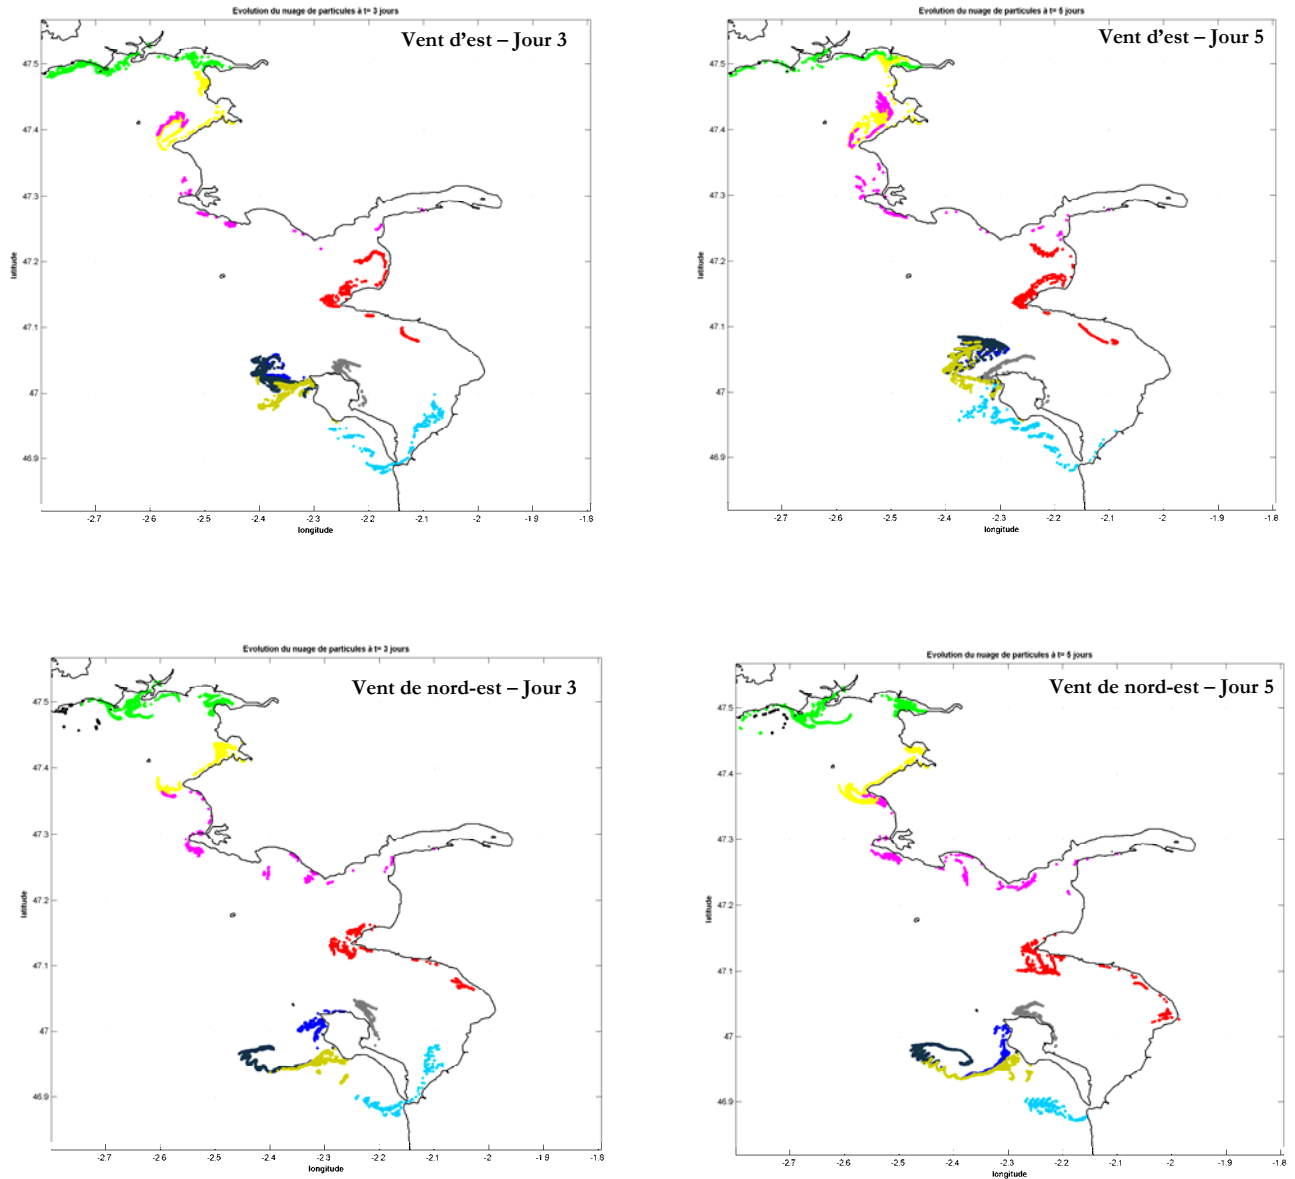 Evolution du nuage de particules à t= 3 jours
Vent d'est – Jour 3
47.5
47.4
47.3
47.2
47.1
47
46.9
latitude
-2.7 -2.6 -2.5 -2.4 -2.3 -2.2 -2.1 -2 -1.9 -1.8
longitude
Evolution du nuage de particules à t= 5 jours
Vent d'est – Jour 5
47.5
47.4
47.3
47.2
47.1
47
46.9
latitude
-2.7 -2.6 -2.5 -2.4 -2.3 -2.2 -2.1 -2 -1.9 -1.8
longitude
Evolution du nuage de particules à t= 3 jours
Vent de nord-est – Jour 3
47.5
47.4
47.3
47.2
47.1
47
46.9
latitude
-2.7 -2.6 -2.5 -2.4 -2.3 -2.2 -2.1 -2 -1.9 -1.8
longitude
Evolution du nuage de particules à t= 5 jours
Vent de nord-est – Jour 5
47.5
47.4
47.3
47.2
47.1
47
46.9
latitude
-2.7 -2.6 -2.5 -2.4 -2.3 -2.2 -2.1 -2 -1.9 -1.8
longitude